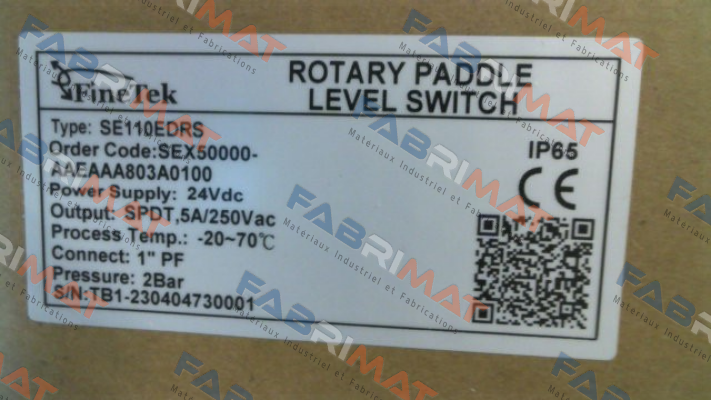 FineTek
ROTARY PADDLE
LEVEL SWITCH
Type: SE110EDRS
Order Code:SEX50000-
AAEAAA803A0100
Power Supply: 24Vdc
Output: SPDT,5A/250Vac
Process Temp.: -20~70℃
Connect: 1" PF
Pressure: 2Bar
S/N:TB1-230404730001
IP65
CE
FABRIMAT
Materiaux Industriel et Fabrications